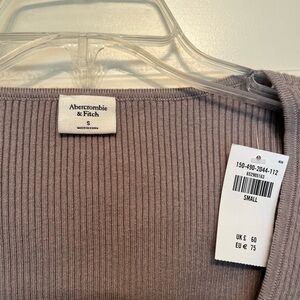 Abercrombie
& Fitch
S
150-490-2044-112
SMALL
UK £ 60
EU € 75